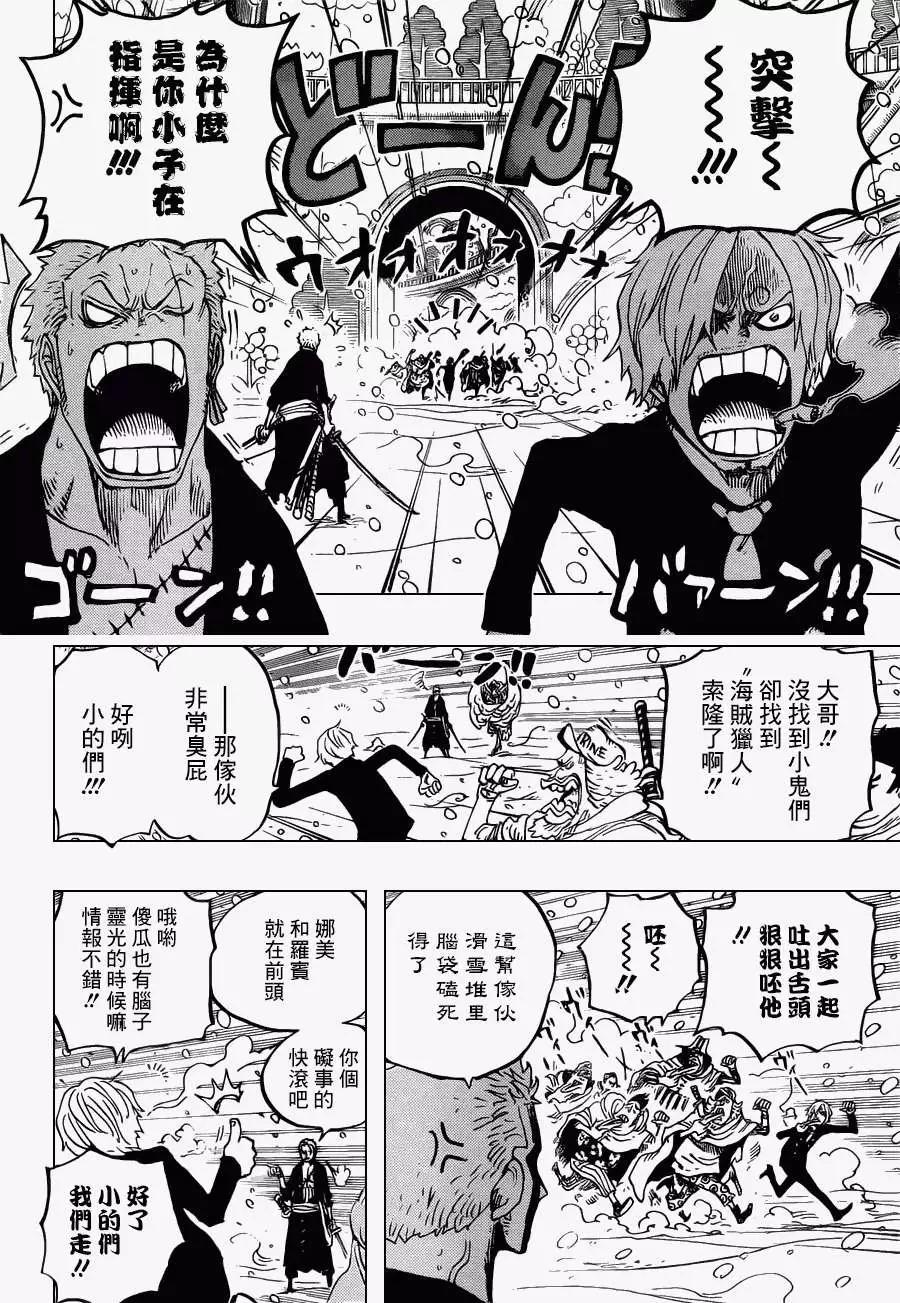 突擊～～～!!!
為什麼
是你小子在
指揮啊!!!
どーん!!
ウォオオオオオ
バァーン!!
ゴーン!!
大哥!!
沒找到小鬼們
卻找到
〝海賊獵人〞
索隆了啊!!
バーーン!!
RINE
——那傢伙
非常臭屁
好咧
小的們!!!
大家一起
吐出舌頭
狠狠呸他
!!
呸～～～
這幫傢伙
滑雪堆里
腦袋磕死
得了
娜美
和羅賓
就在前頭
你個
礙事的
快滾吧
哦喲
傻瓜也有腦子
靈光的時候嘛
情報不錯!!
好了
小的們
我們走!!